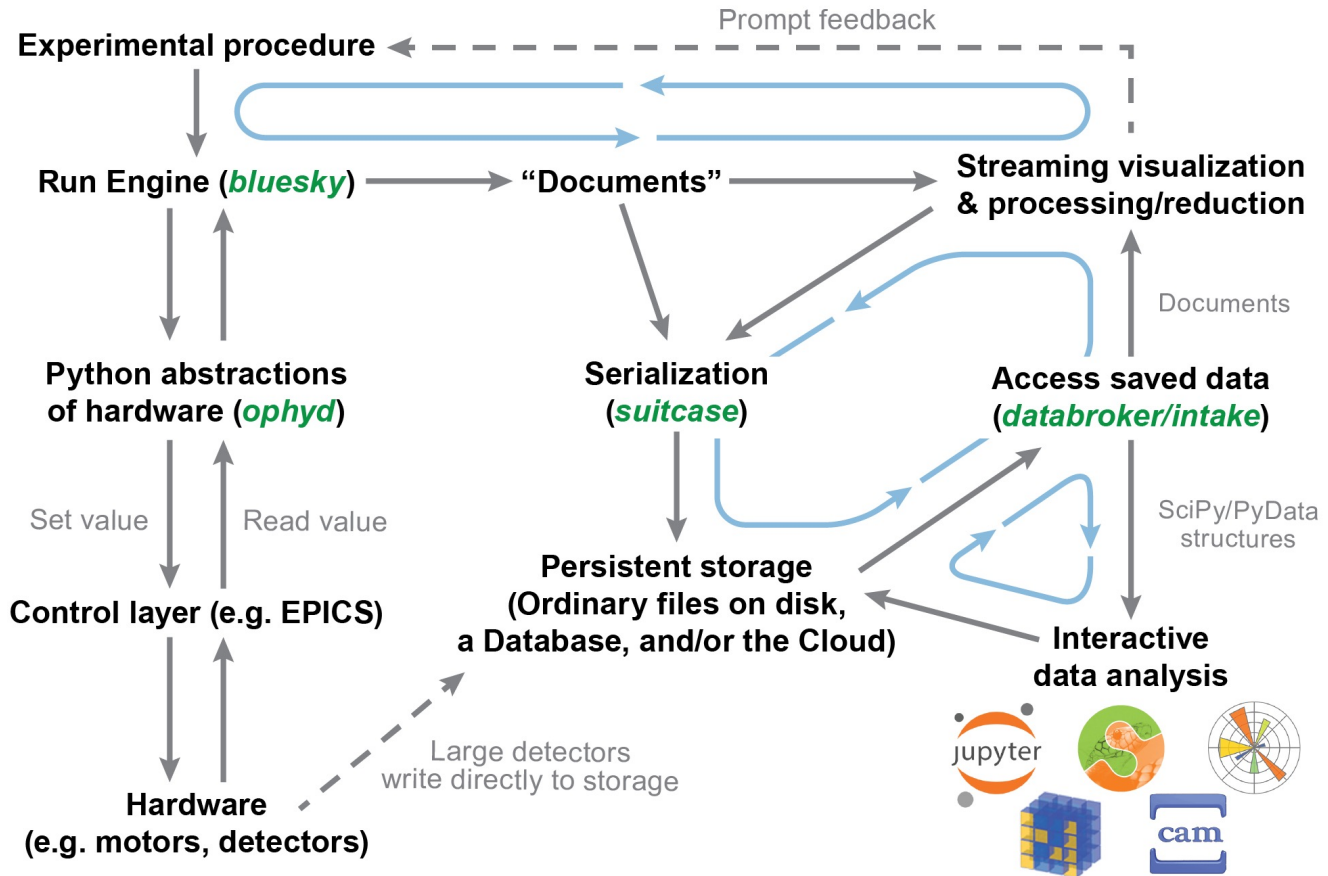 Prompt feedback
Experimental procedure
Run Engine (bluesky)
“Documents”
Streaming visualization
& processing/reduction
Documents
Python abstractions
of hardware (ophyd)
Serialization
(suitcase)
Access saved data
(databroker/intake)
Set value
Read value
SciPy/PyData
structures
Persistent storage
(Ordinary files on disk,
a Database, and/or the Cloud)
Control layer (e.g. EPICS)
Interactive
data analysis
Large detectors
write directly to storage
Hardware
(e.g. motors, detectors)
jupyter
cam